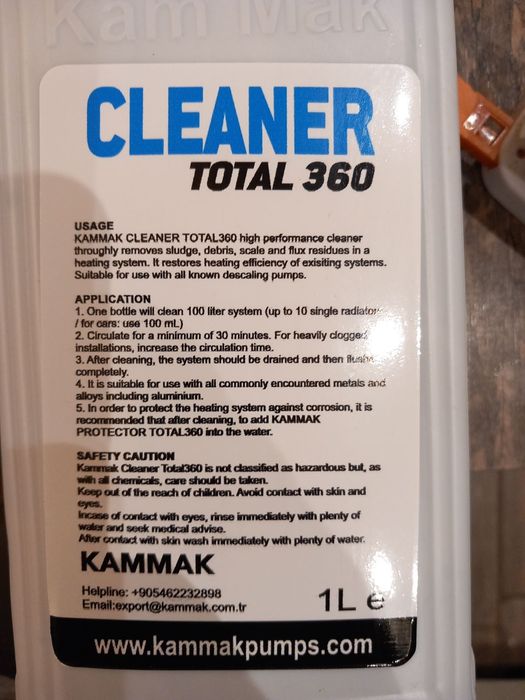 Kam Mak
CLEANER
TOTAL 360
USAGE
KAMMAK CLEANER TOTAL360 high performance cleaner
throughly removes sludge, debris, scale and flux residues in a
heating system. It restores heating efficiency of exisiting systems.
Suitable for use with all known descaling pumps.
APPLICATION
1. One bottle will clean 100 liter system (up to 10 single radiator
/ for cars: use 100 mL)
2. Circulate for a minimum of 30 minutes. For heavily clogged
installations, increase the circulation time.
3. After cleaning, the system should be drained and then flushed
completely.
4. It is suitable for use with all commonly encountered metals and
alloys including aluminium.
5. In order to protect the heating system against corrosion, it is
recommended that after cleaning, to add KAMMAK
PROTECTOR TOTAL360 into the water.
SAFETY CAUTION
Kammak Cleaner Total360 is not classified as hazardous but, as
with all chemicals, care should be taken.
Keep out of the reach of children. Avoid contact with skin and
eyes.
Incase of contact with eyes, rinse immediately with plenty of
water and seek medical advise.
After contact with skin wash immediately with plenty of water.
KAMMAK
Helpline: +905462232898
Email:export@kammak.com.tr
1L e
www.kammakpumps.com